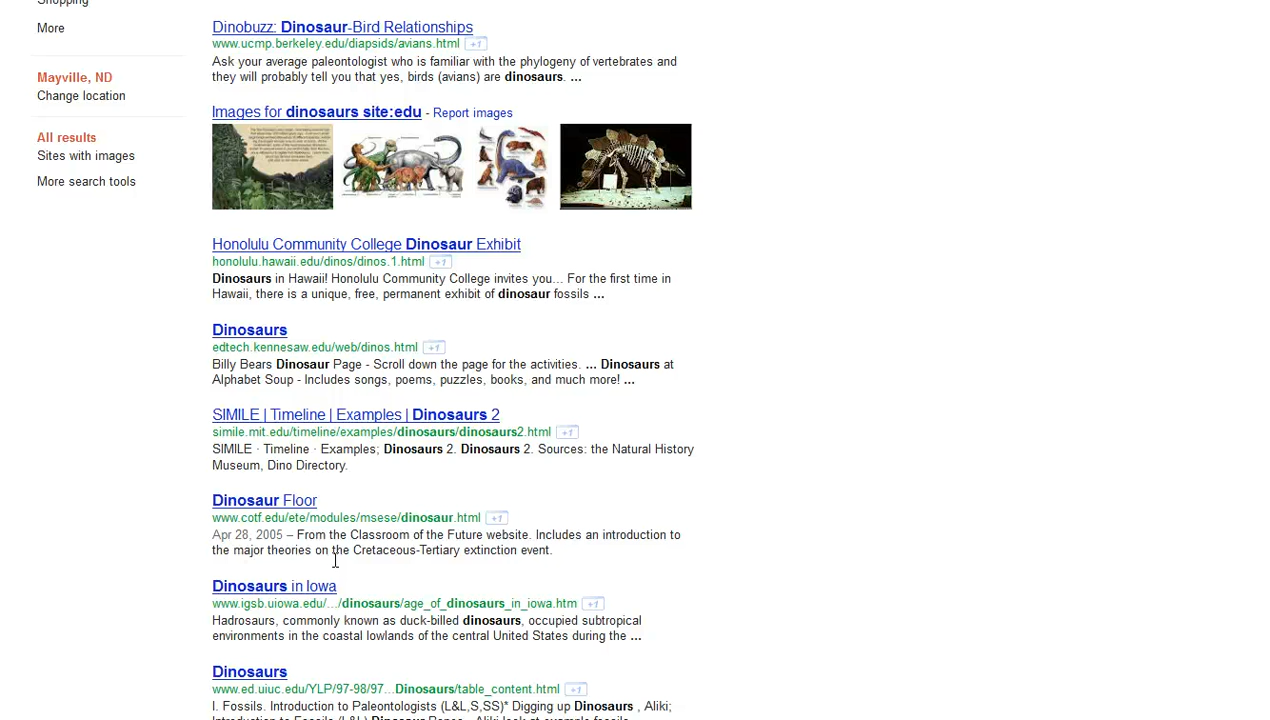 Shopping
More
Mayville, ND
Change location
All results
Sites with images
More search tools
Dinobuzz: Dinosaur-Bird Relationships
www.ucmp.berkeley.edu/diapsids/avians.html +1
Ask your average paleontologist who is familiar with the phylogeny of vertebrates and
they will probably tell you that yes, birds (avians) are dinosaurs. ...
Images for dinosaurs site:edu - Report images
Honolulu Community College Dinosaur Exhibit
honolulu.hawaii.edu/dinos/dinos.1.html +1
Dinosaurs in Hawaii! Honolulu Community College invites you... For the first time in
Hawaii, there is a unique, free, permanent exhibit of dinosaur fossils ...
Dinosaurs
edtech.kennesaw.edu/web/dinos.html +1
Billy Bears Dinosaur Page - Scroll down the page for the activities. ... Dinosaurs at
Alphabet Soup - Includes songs, poems, puzzles, books, and much more! ...
SIMILE | Timeline | Examples | Dinosaurs 2
simile.mit.edu/timeline/examples/dinosaurs/dinosaurs2.html +1
SIMILE · Timeline · Examples; Dinosaurs 2. Dinosaurs 2. Sources: the Natural History
Museum, Dino Directory.
Dinosaur Floor
www.cotf.edu/ete/modules/msese/dinosaur.html +1
Apr 28, 2005 – From the Classroom of the Future website. Includes an introduction to
the major theories on the Cretaceous-Tertiary extinction event.
Dinosaurs in Iowa
www.igsb.uiowa.edu/.../dinosaurs/age_of_dinosaurs_in_iowa.htm +1
Hadrosaurs, commonly known as duck-billed dinosaurs, occupied subtropical
environments in the coastal lowlands of the central United States during the ...
Dinosaurs
www.ed.uiuc.edu/YLP/97-98/97...Dinosaurs/table_content.html +1
I. Fossils. Introduction to Paleontologists (L&L,S,SS)* Digging up Dinosaurs , Aliki;